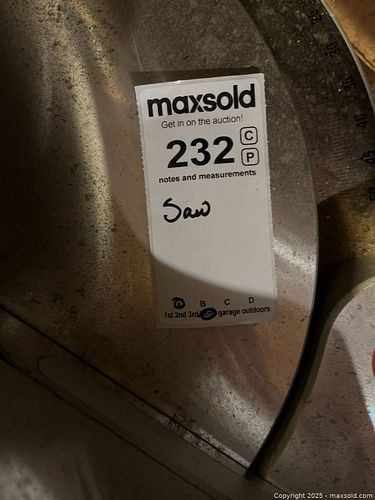 maxsold
Get in on the auction!
232 C
P
notes and measurements
Saw
B C D
1st 2nd 3rd garage outdoors
Copyright 2025 - maxsold.com